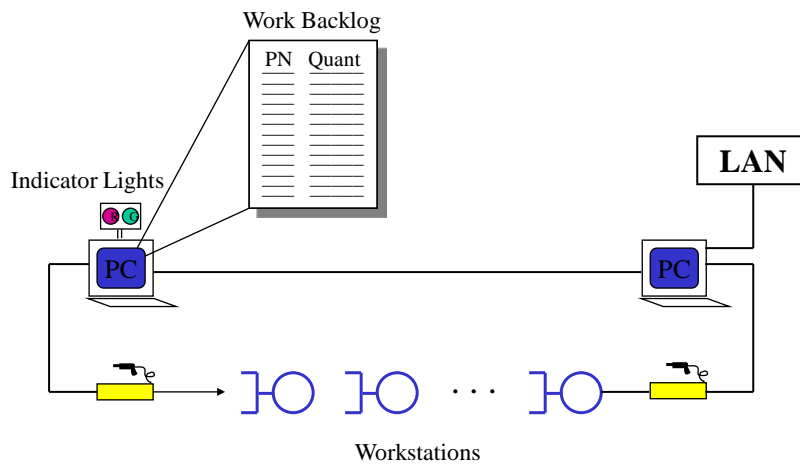 Work Backlog
PN Quant
LAN
Indicator Lights
R G
PC
PC
. . .
Workstations